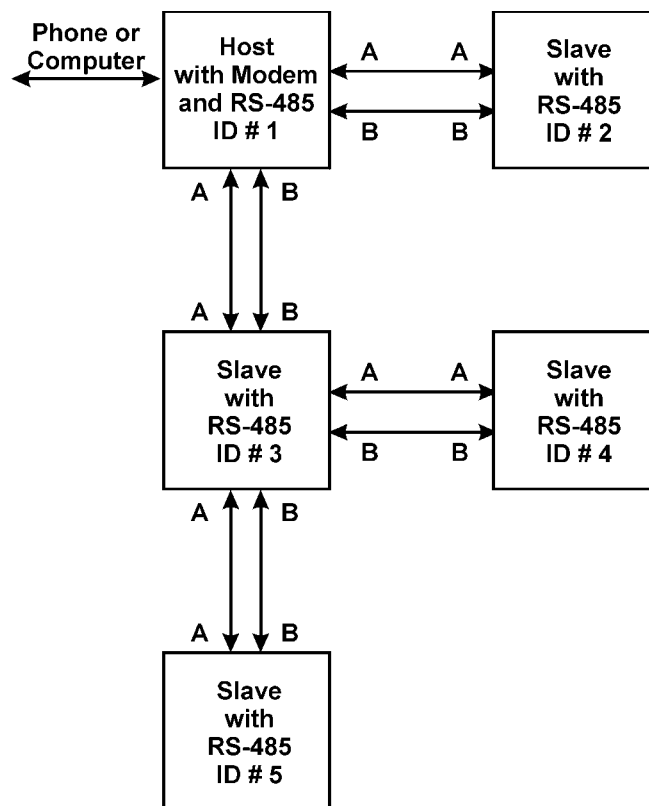 Phone or
Computer
Host
with Modem
and RS-485
ID # 1
A A
B B
Slave
with
RS-485
ID # 2
A B
A B
Slave
with
RS-485
ID # 3
A A
B B
Slave
with
RS-485
ID # 4
A B
A B
Slave
with
RS-485
ID # 5